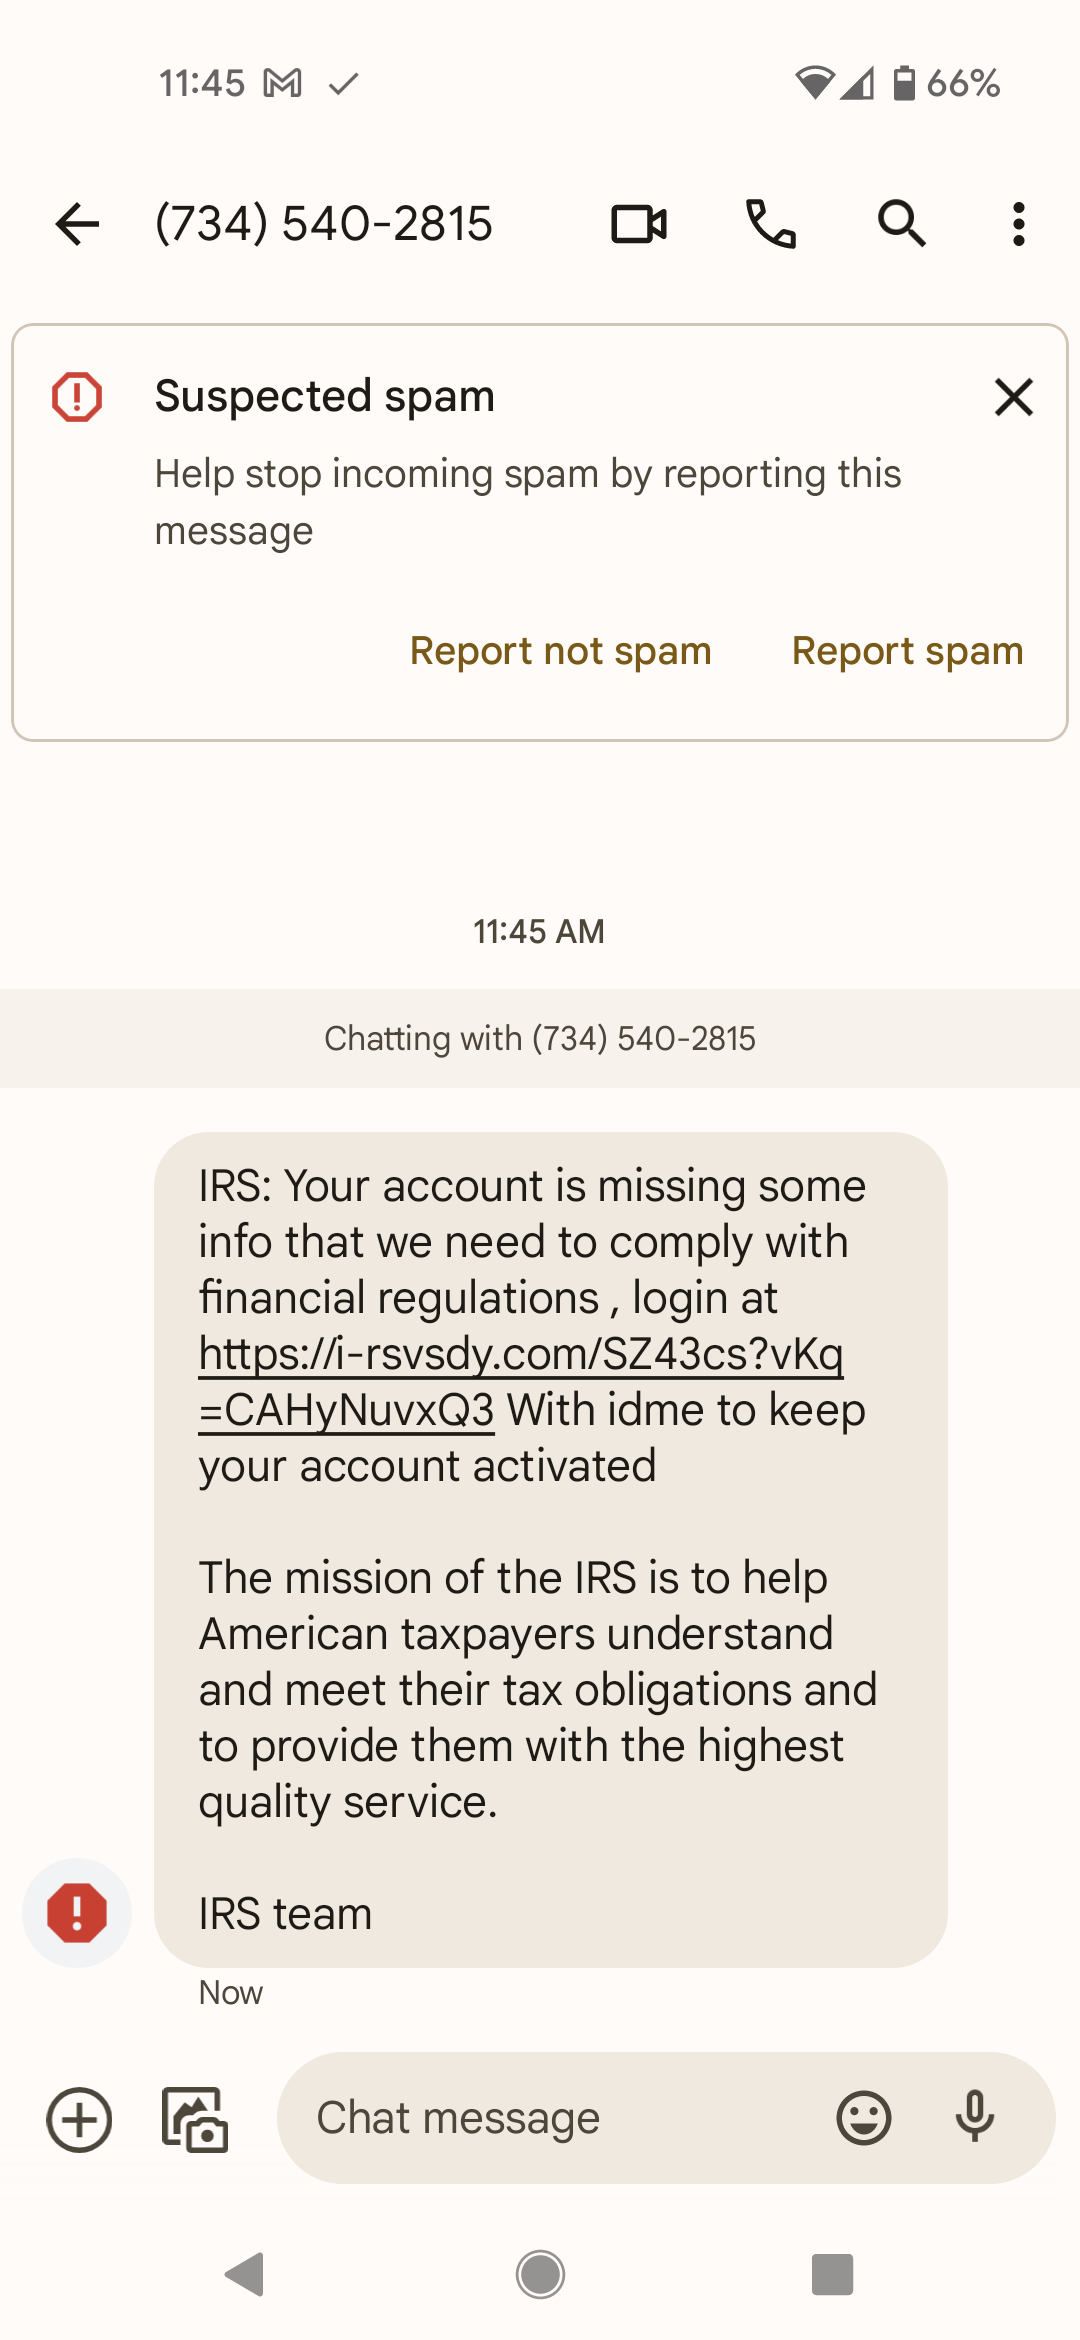 11:45 66%
(734) 540-2815
Suspected spam
Help stop incoming spam by reporting this
message
Report not spam Report spam
11:45 AM
Chatting with (734) 540-2815
IRS: Your account is missing some
info that we need to comply with
financial regulations , login at
https://i-rsvsdy.com/SZ43cs?vKq
=CAHyNuvxQ3 With idme to keep
your account activated
The mission of the IRS is to help
American taxpayers understand
and meet their tax obligations and
to provide them with the highest
quality service.
IRS team
Now
Chat message